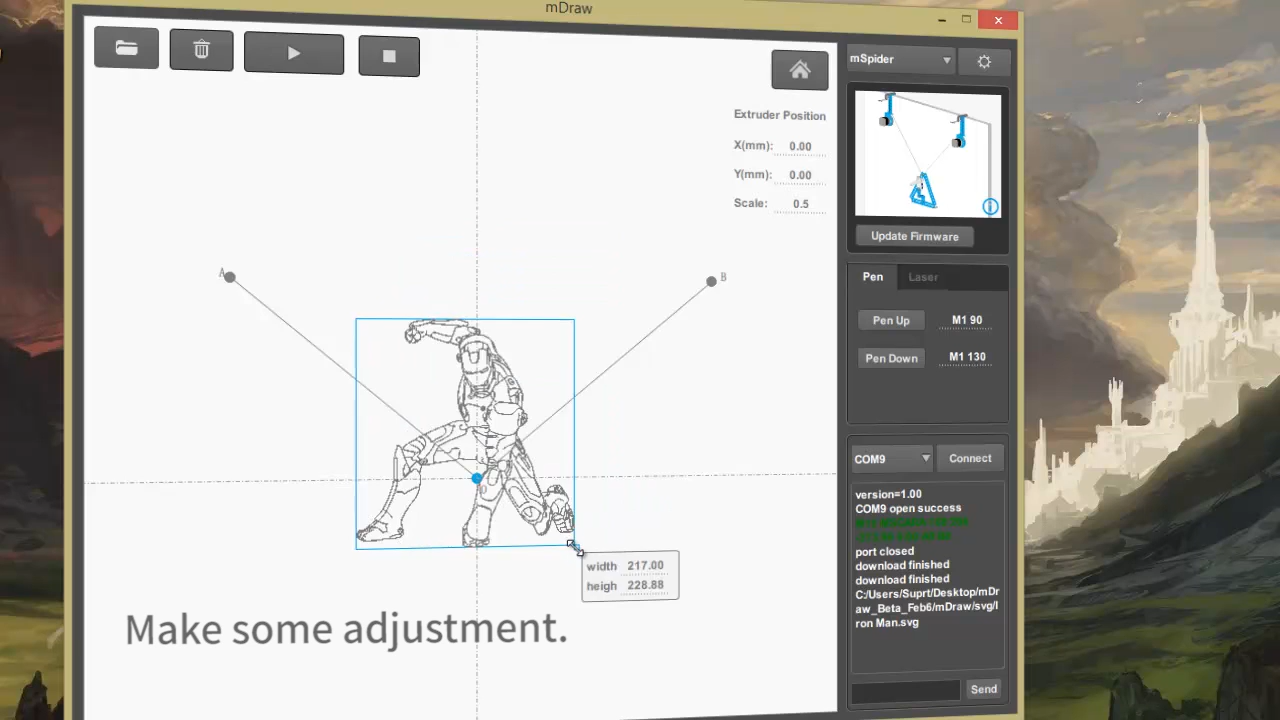 mDraw
mSpider
Extruder Position
X(mm): 0.00
Y(mm): 0.00
Scale: 0.5
Update Firmware
A
B
Pen
Laser
Pen Up
M1 90
Pen Down
M1 130
COM9
Connect
version=1.00
COM9 open success
port closed
download finished
download finished
C:/Users/Suprt/Desktop/mDr
aw_Beta_Feb6/mDraw/svg/I
ron Man.svg
width 217.00
heigh 228.88
Make some adjustment.
Send